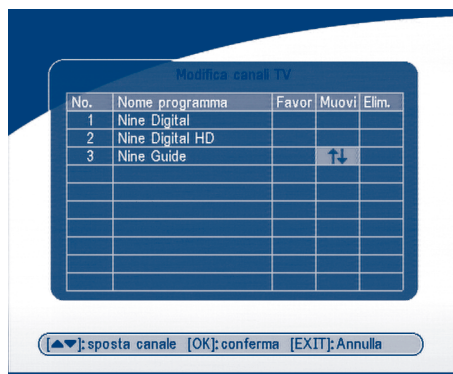 Modifica canali TV
No. Nome programma Favor Muovi Elim.
1 Nine Digital
2 Nine Digital HD
3 Nine Guide
[▲▼]: sposta canale [OK]: conferma [EXIT]: Annulla